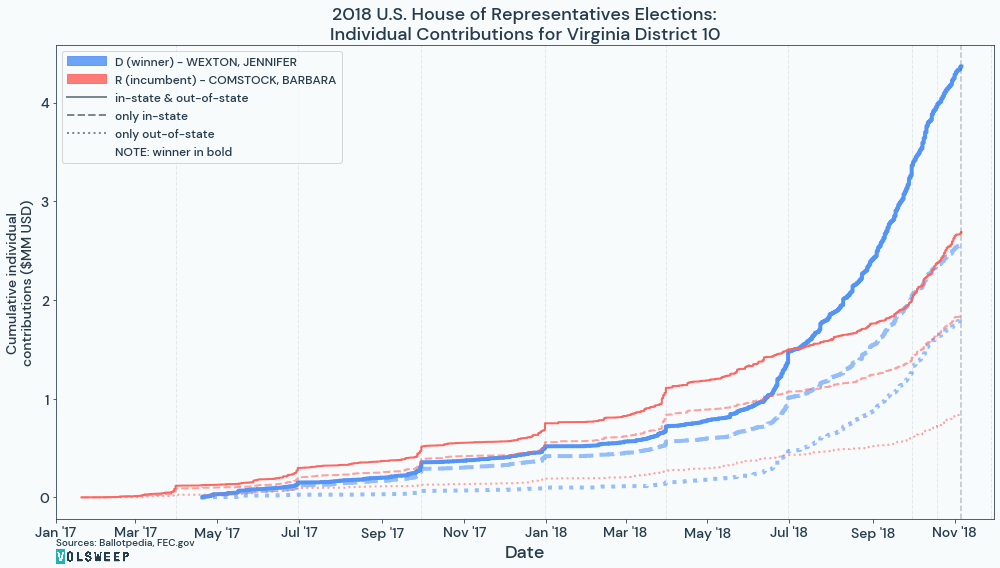 2018 U.S. House of Representatives Elections:
Individual Contributions for Virginia District 10
D (winner) - WEXTON, JENNIFER
R (incumbent) - COMSTOCK, BARBARA
in-state & out-of-state
only in-state
only out-of-state
NOTE: winner in bold
Cumulative individual
contributions ($MM USD)
4
3
2
1
0
Jan '17
Mar '17
May '17
Jul '17
Sep '17
Nov '17
Jan '18
Mar '18
May '18
Jul '18
Sep '18
Nov '18
Date
Sources: Ballotpedia, FEC.gov
VOLSWEEP